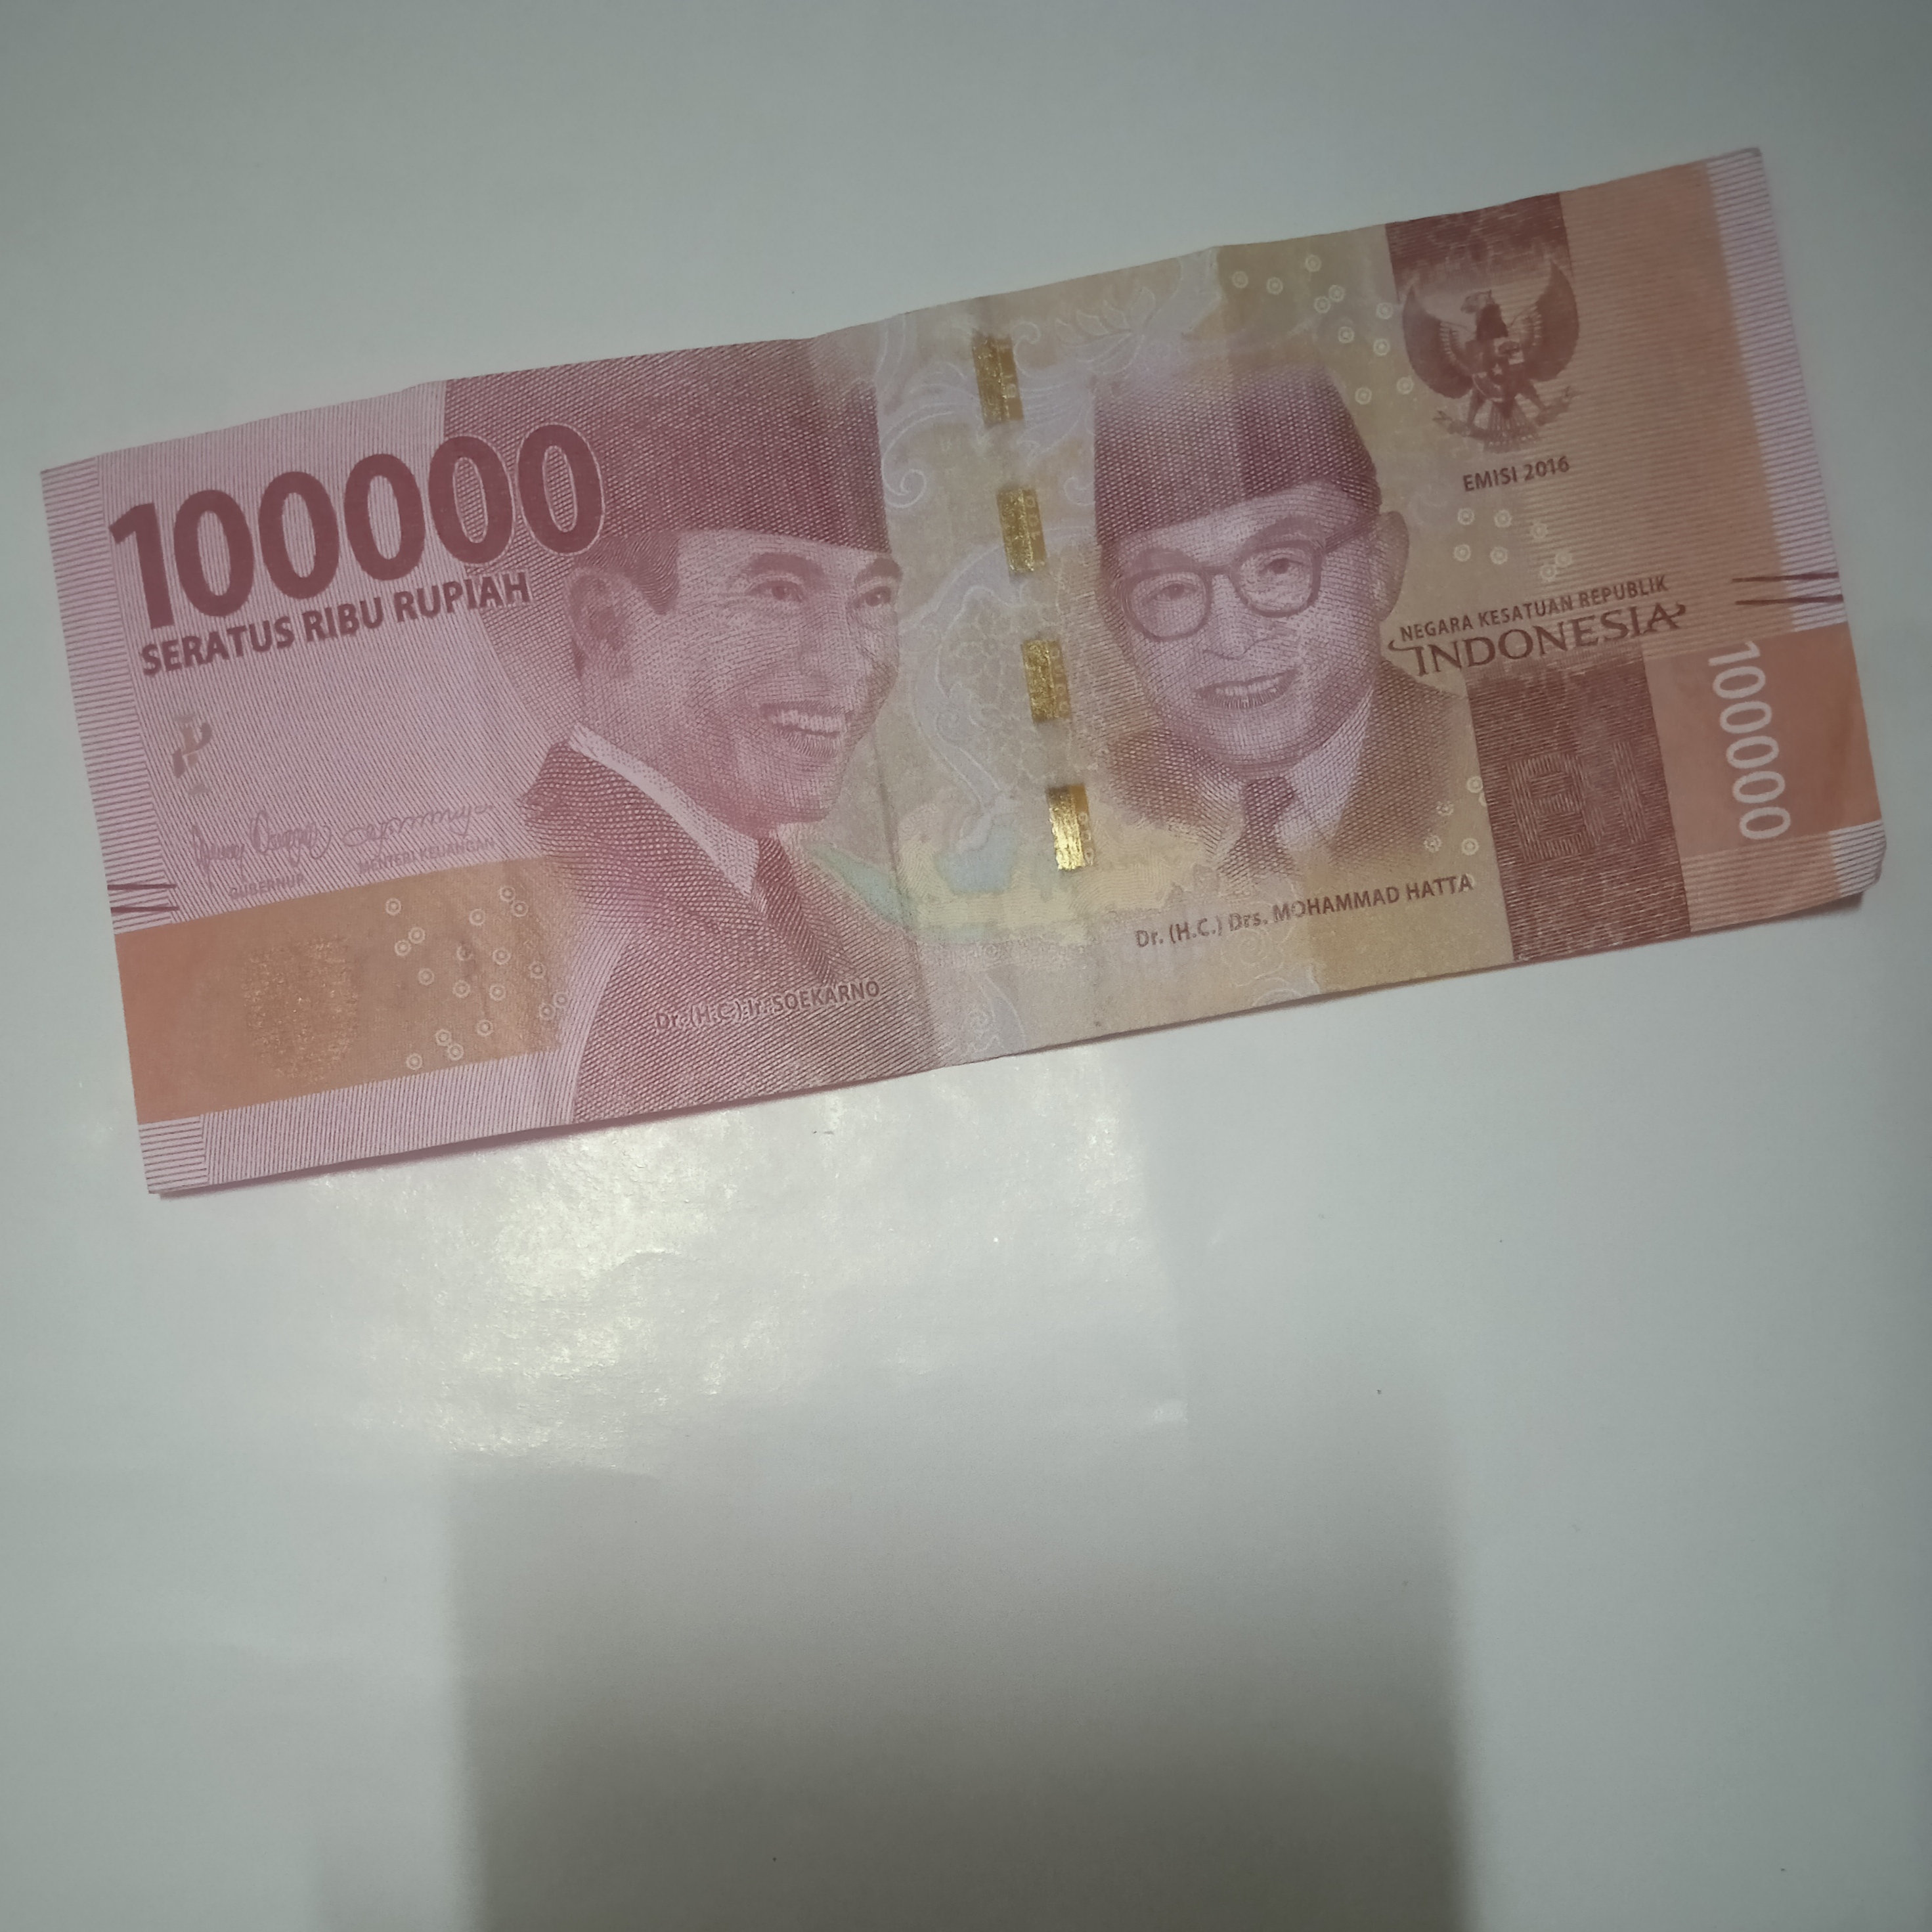 100000
SERATUS RIBU RUPIAH
GUBERNUR
MENTERI KEUANGAN
Dr. (H.C.) Ir. SOEKARNO
Dr. (H.C.) Drs. MOHAMMAD HATTA
EMISI 2016
NEGARA KESATUAN REPUBLIK
INDONESIA
BI
100000